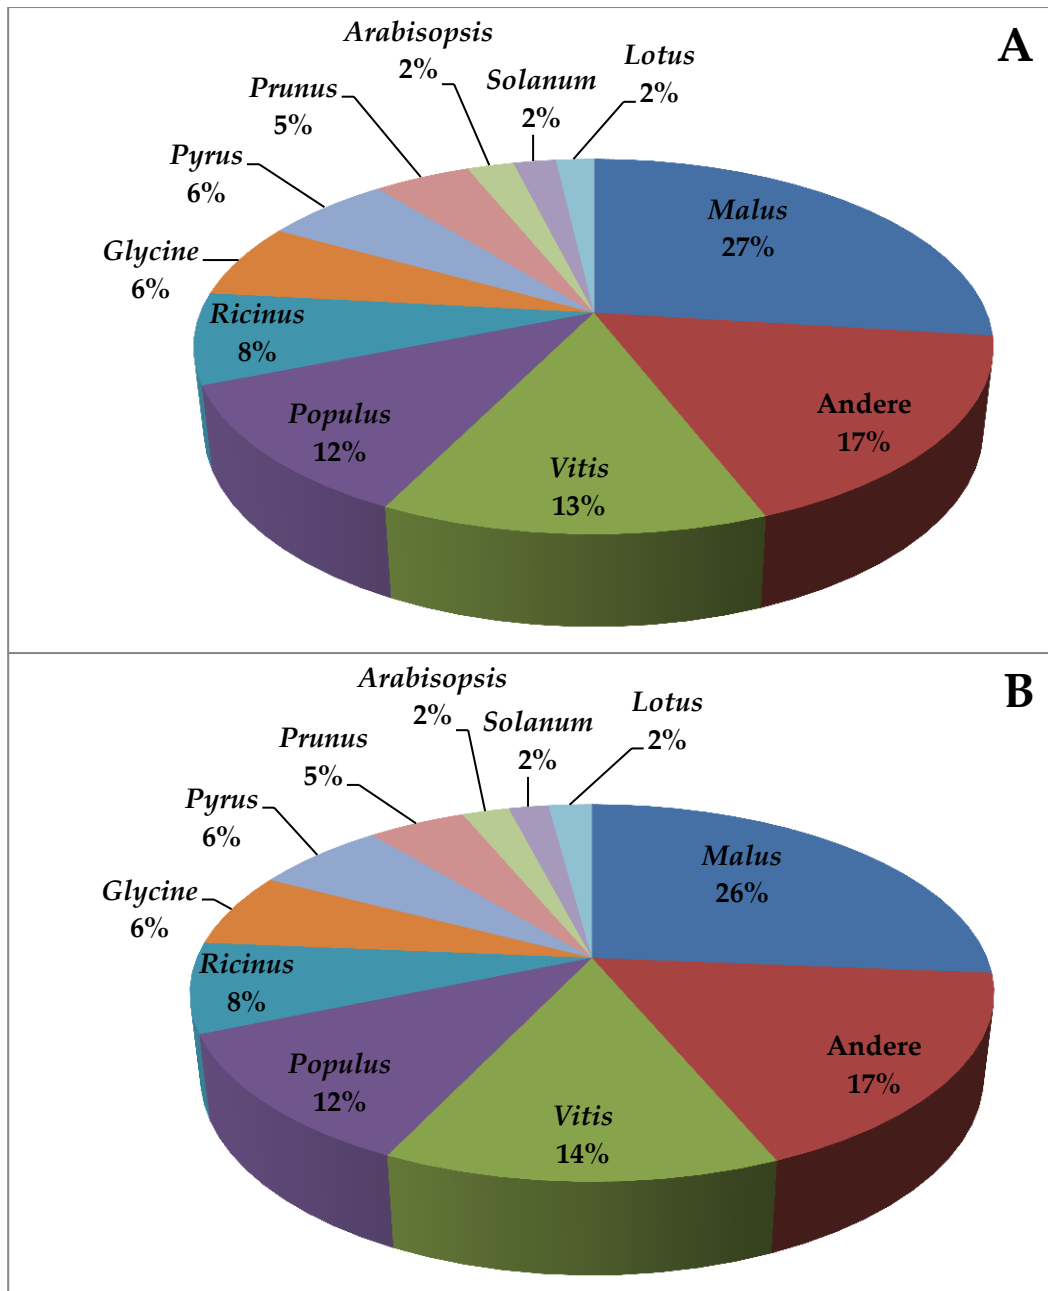 A
Arabisopsis
2%
Solanum
2%
Lotus
2%
Prunus
5%
Pyrus
6%
Glycine
6%
Ricinus
8%
Populus
12%
Vitis
13%
Andere
17%
Malus
27%
B
Arabisopsis
2%
Solanum
2%
Lotus
2%
Prunus
5%
Pyrus
6%
Glycine
6%
Ricinus
8%
Populus
12%
Vitis
14%
Andere
17%
Malus
26%